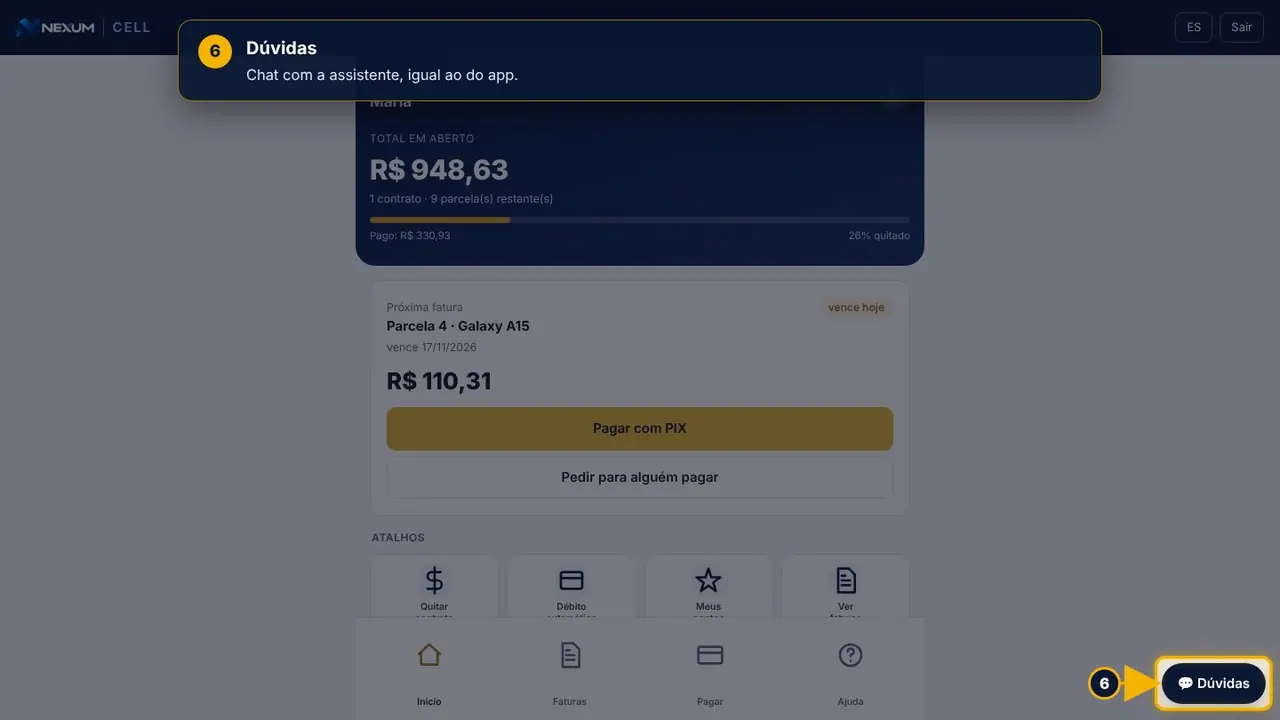 NEXUM CELL
ES
Sair
6
Dúvidas
Chat com a assistente, igual ao do app.
Maria
TOTAL EM ABERTO
R$ 948,63
1 contrato · 9 parcela(s) restante(s)
Pago: R$ 330,93
26% quitado
Próxima fatura
vence hoje
Parcela 4 · Galaxy A15
vence 17/11/2026
R$ 110,31
Pagar com PIX
Pedir para alguém pagar
ATALHOS
Quitar
Débito
Meus
Ver
Início
Faturas
Pagar
Ajuda
6
Dúvidas